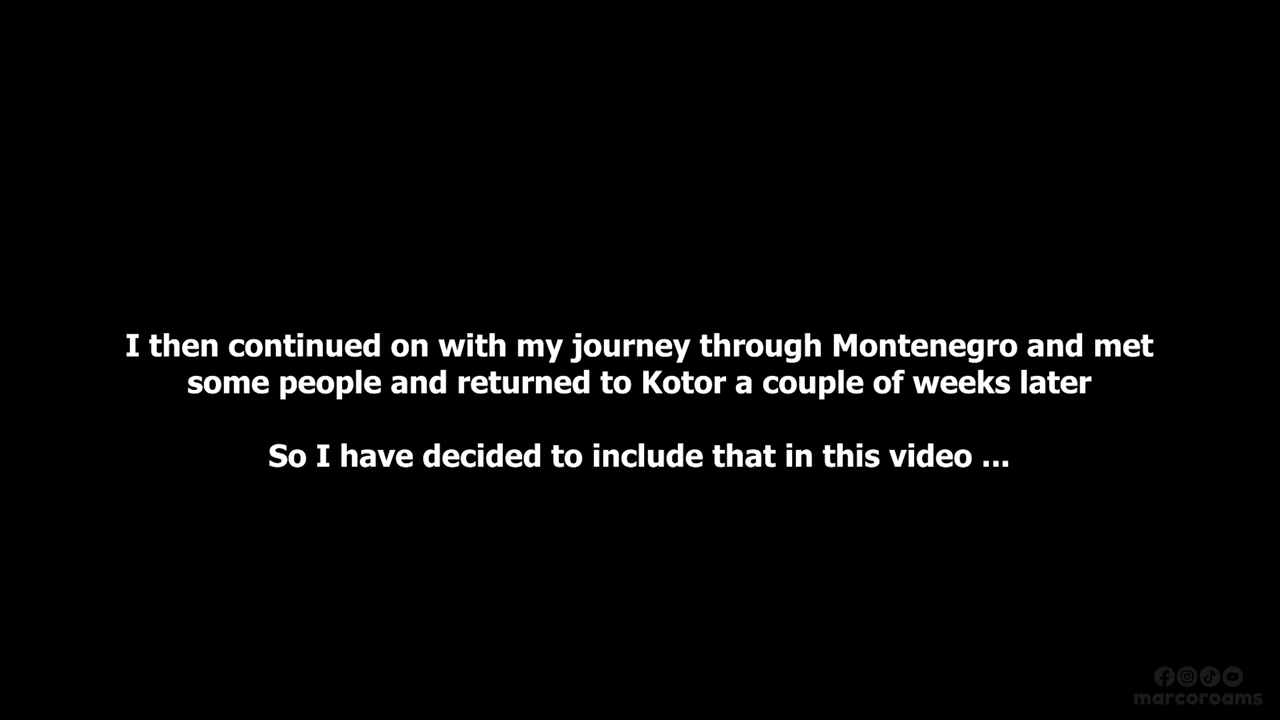 I then continued on with my journey through Montenegro and met
some people and returned to Kotor a couple of weeks later
So I have decided to include that in this video ...
marcoroams